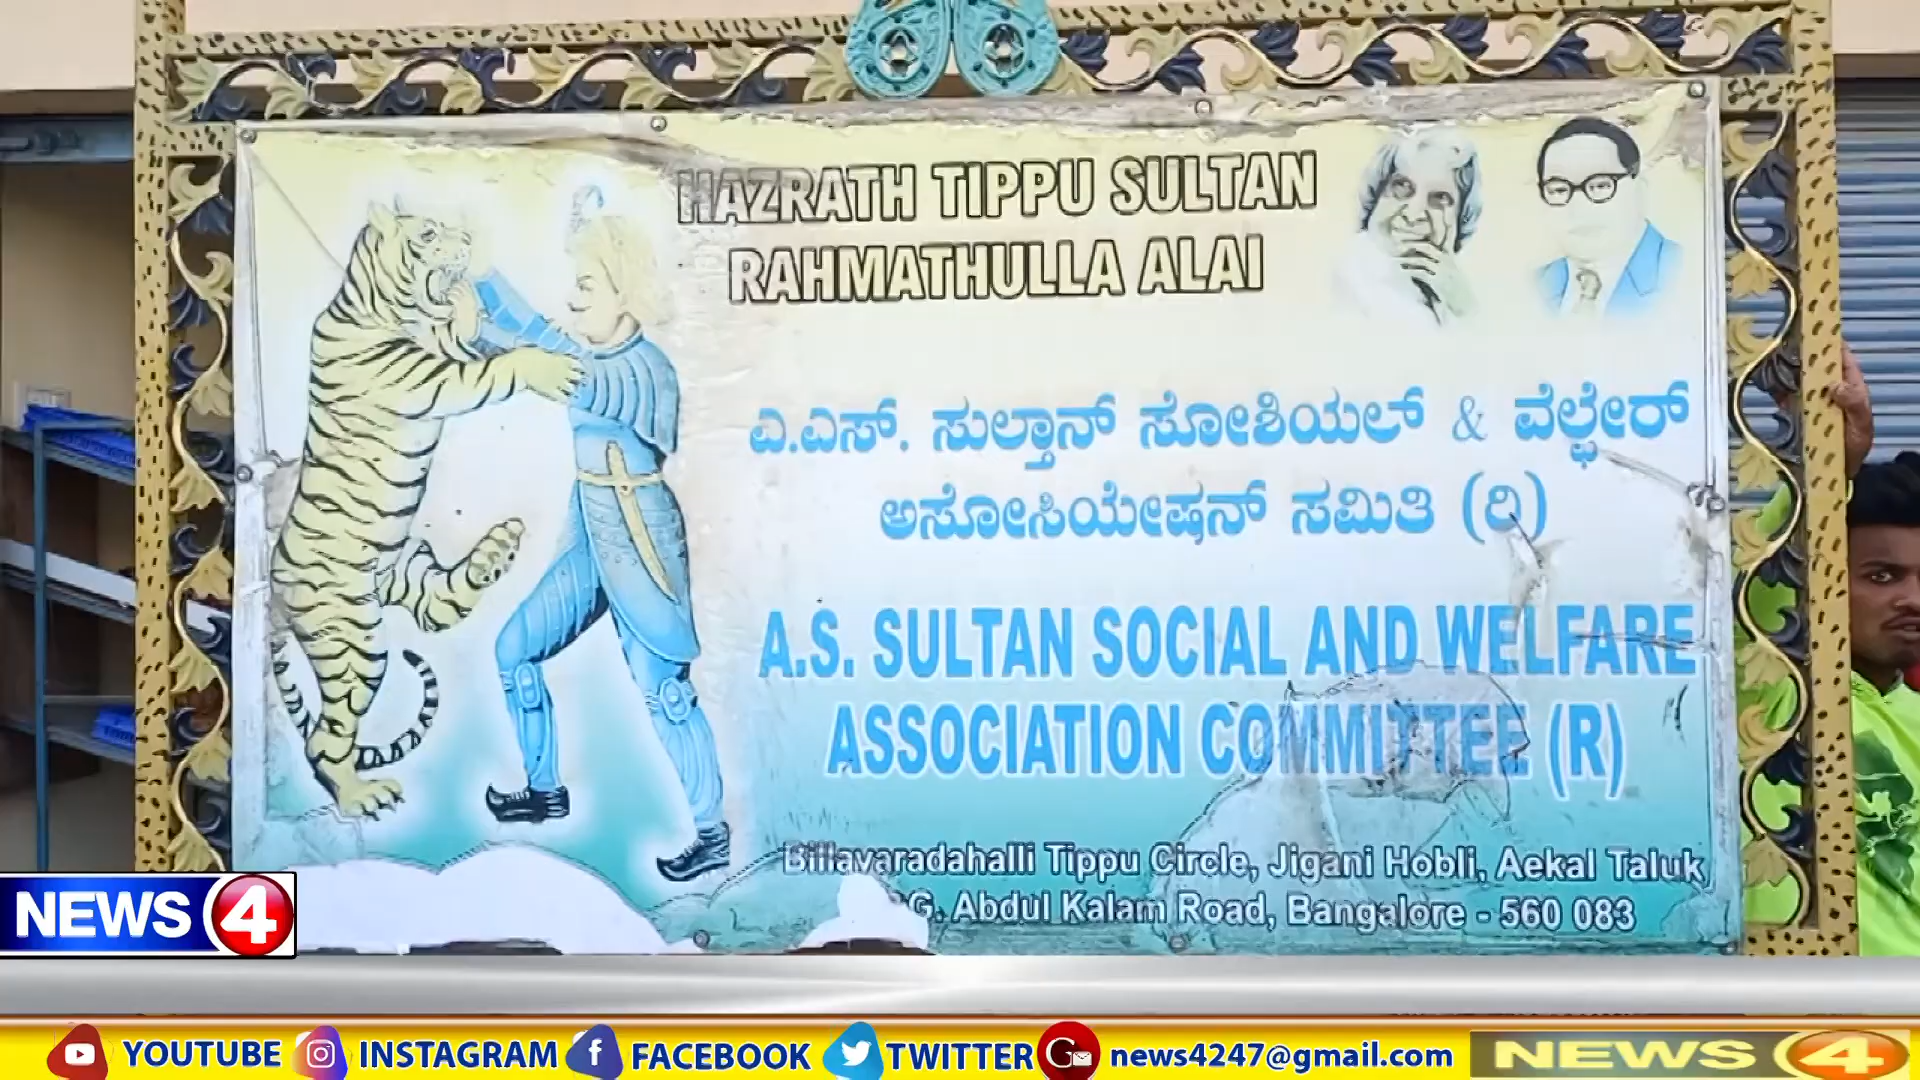 HAZRATH TIPPU SULTAN
RAHMATHULLA ALAI
ಎ.ಎಸ್. ಸುಲ್ತಾನ್ ಸೋಶಿಯಲ್ & ವೆಲ್ಫೇರ್
ಅಸೋಸಿಯೇಷನ್ ಸಮಿತಿ (ರಿ)
A.S. SULTAN SOCIAL AND WELFARE
ASSOCIATION COMMITTEE (R)
Billavaradahalli Tippu Circle, Jigani Hobli, Aekal Taluk
G. Abdul Kalam Road, Bangalore - 560 083
NEWS 4
YOUTUBE INSTAGRAM FACEBOOK TWITTER news4247@gmail.com NEWS 4